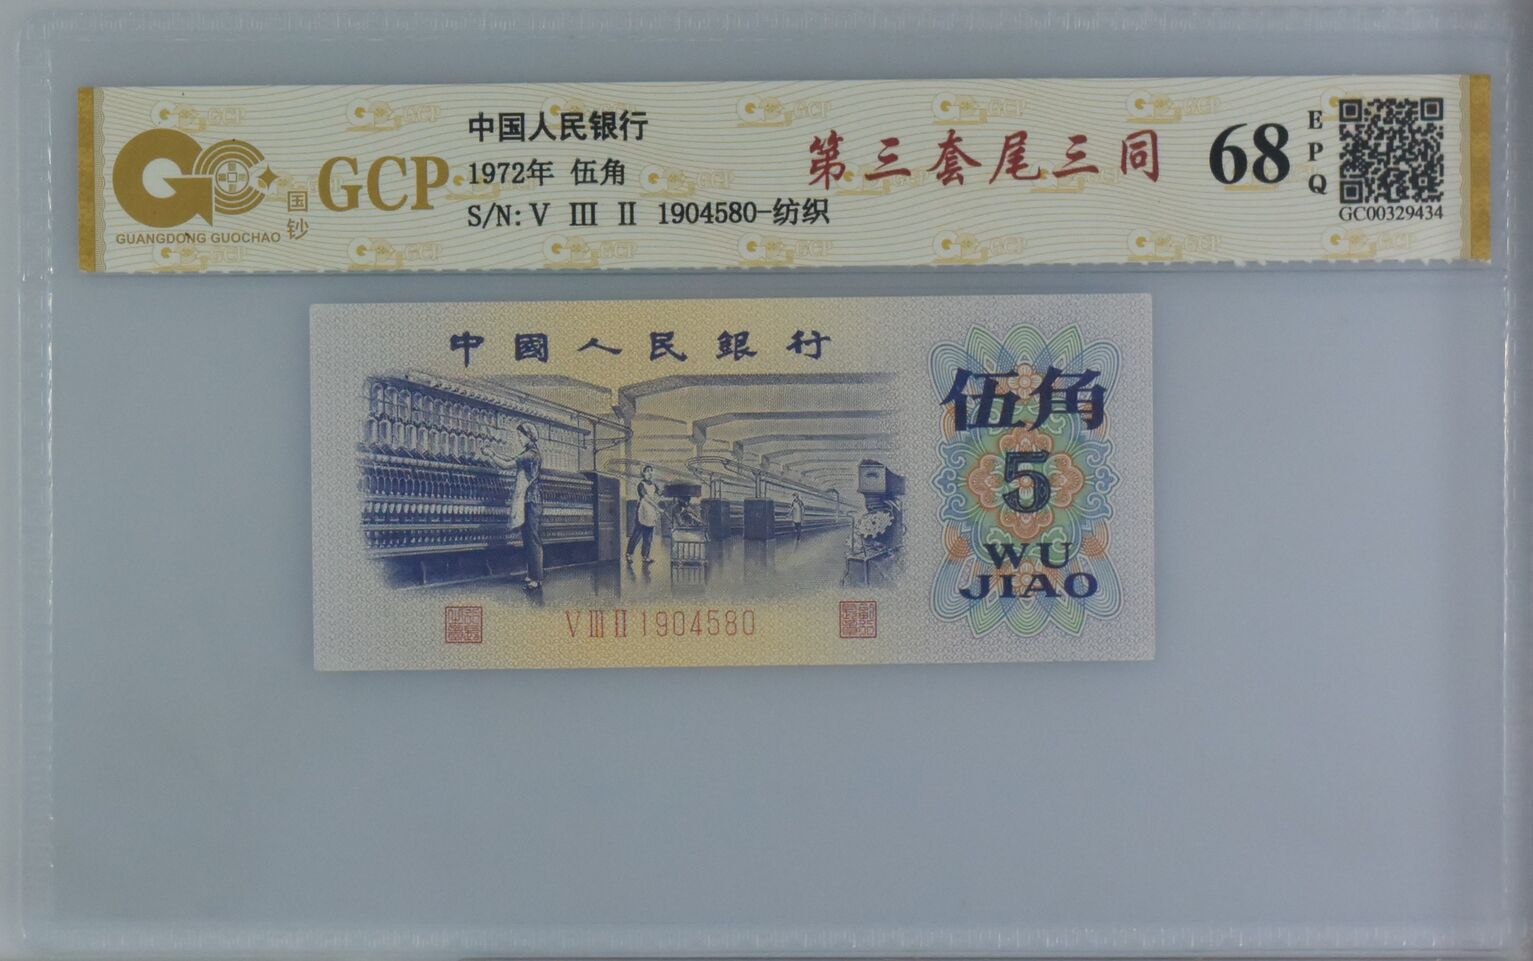 GUANGDONG GUOCHAO
国钞
GCP
中国人民银行
1972年 伍角
S/N: V III II 1904580-纺织
第三套尾三同
68
EPQ
GC00329434
中國人民銀行
伍角
5
WU
JIAO
V III II 1904580